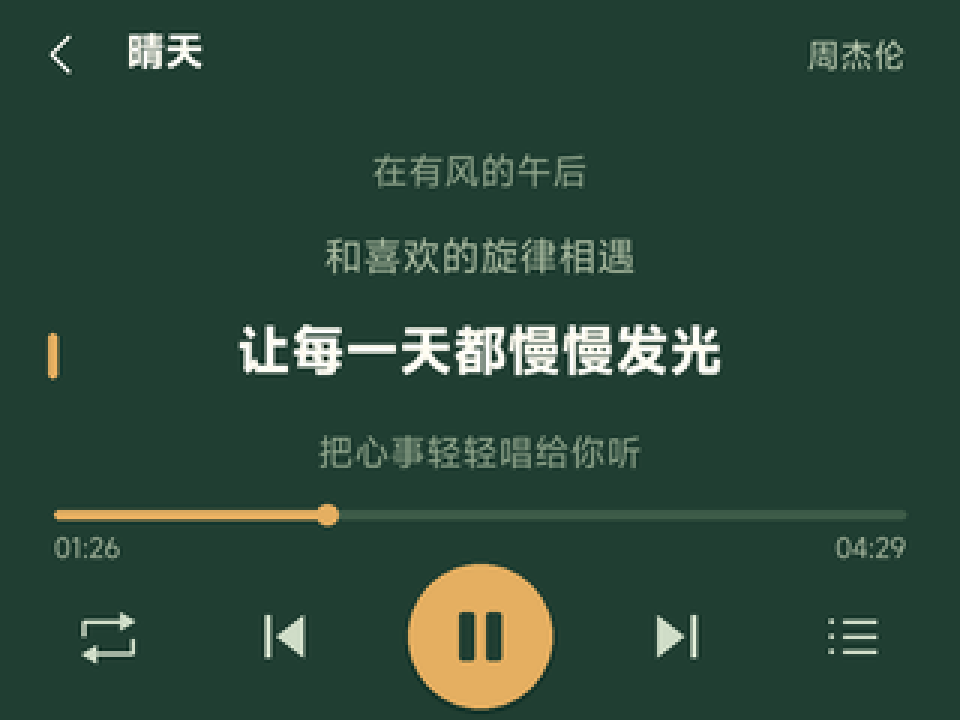 晴天
周杰伦
在有风的午后
和喜欢的旋律相遇
让每一天都慢慢发光
把心事轻轻唱给你听
01:26
04:29